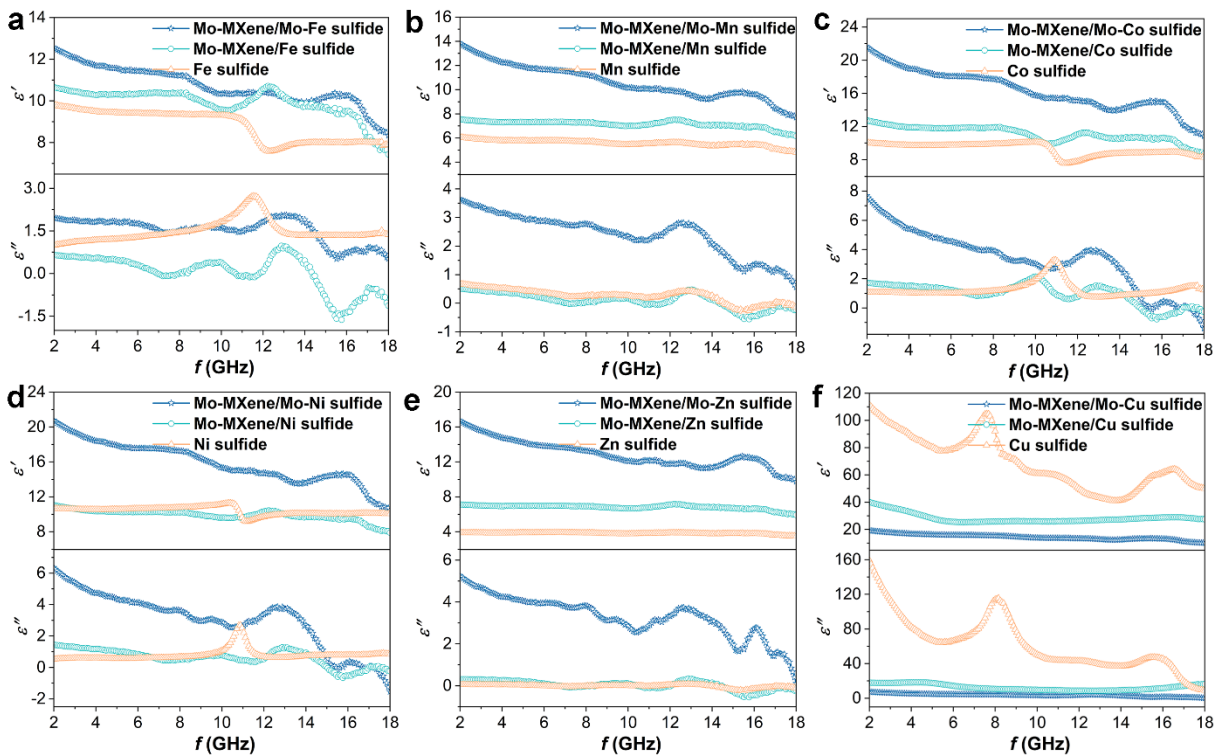 a
14
12
10
8
ε′
Mo-MXene/Mo-Fe sulfide
Mo-MXene/Fe sulfide
Fe sulfide
3.0
1.5
0.0
-1.5
ε″
2 4 6 8 10 12 14 16 18
f (GHz)
b
16
14
12
10
8
6
4
ε′
Mo-MXene/Mo-Mn sulfide
Mo-MXene/Mn sulfide
Mn sulfide
4
3
2
1
0
-1
ε″
2 4 6 8 10 12 14 16 18
f (GHz)
c
24
20
16
12
8
ε′
Mo-MXene/Mo-Co sulfide
Mo-MXene/Co sulfide
Co sulfide
8
6
4
2
0
ε″
2 4 6 8 10 12 14 16 18
f (GHz)
d
24
20
16
12
8
ε′
Mo-MXene/Mo-Ni sulfide
Mo-MXene/Ni sulfide
Ni sulfide
6
4
2
0
-2
ε″
2 4 6 8 10 12 14 16 18
f (GHz)
e
20
16
12
8
4
ε′
Mo-MXene/Mo-Zn sulfide
Mo-MXene/Zn sulfide
Zn sulfide
6
5
4
3
2
1
0
-1
ε″
2 4 6 8 10 12 14 16 18
f (GHz)
f
120
100
80
60
40
20
ε′
Mo-MXene/Mo-Cu sulfide
Mo-MXene/Cu sulfide
Cu sulfide
160
120
80
40
0
ε″
2 4 6 8 10 12 14 16 18
f (GHz)